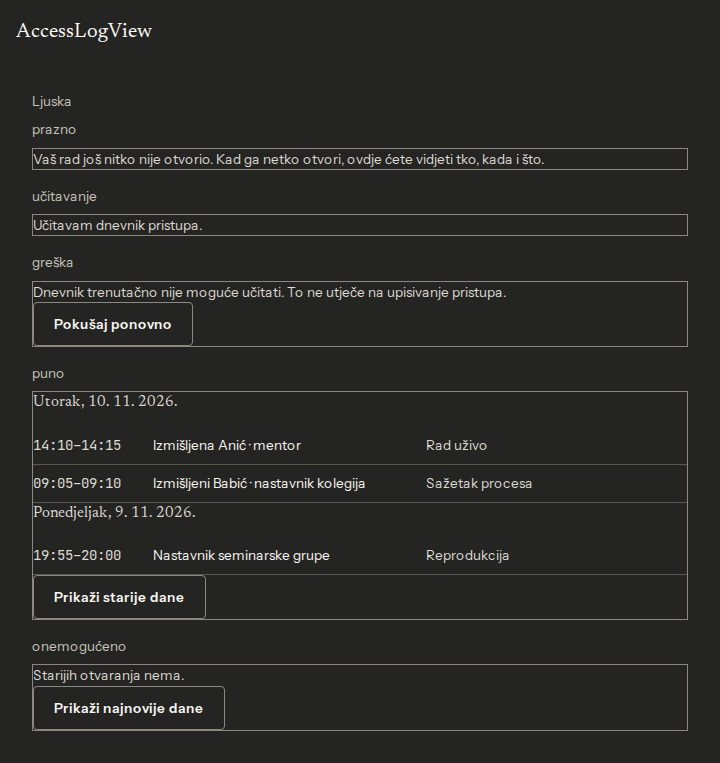 AccessLogView
Ljuska
prazno
Vaš rad još nitko nije otvorio. Kad ga netko otvori, ovdje ćete vidjeti tko, kada i što.
učitavanje
Učitavam dnevnik pristupa.
greška
Dnevnik trenutačno nije moguće učitati. To ne utječe na upisivanje pristupa.
Pokušaj ponovno
puno
Utorak, 10. 11. 2026.
14:10–14:15 Izmišljena Anić · mentor Rad uživo
09:05–09:10 Izmišljeni Babić · nastavnik kolegija Sažetak procesa
Ponedjeljak, 9. 11. 2026.
19:55–20:00 Nastavnik seminarske grupe Reprodukcija
Prikaži starije dane
onemogućeno
Starijih otvaranja nema.
Prikaži najnovije dane